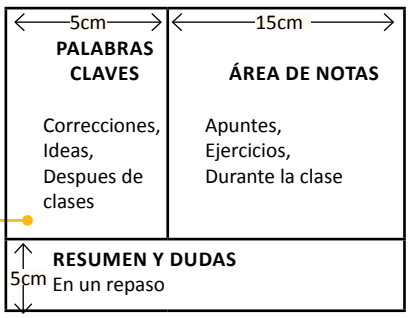 5cm
15cm
PALABRAS
CLAVES
Correcciones,
Ideas,
Despues de
clases
ÁREA DE NOTAS
Apuntes,
Ejercicios,
Durante la clase
5cm
RESUMEN Y DUDAS
En un repaso